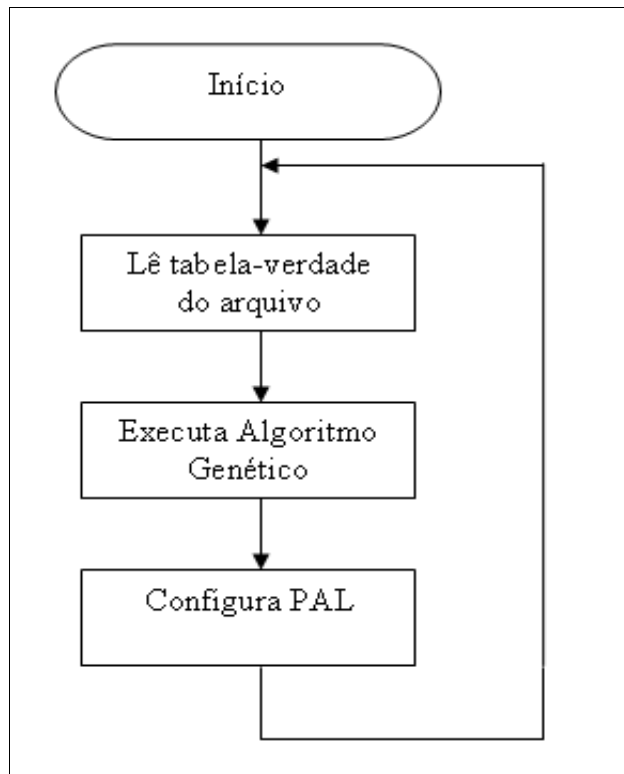 Início
Lê tabela-verdade
do arquivo
Executa Algoritmo
Genético
Configura PAL